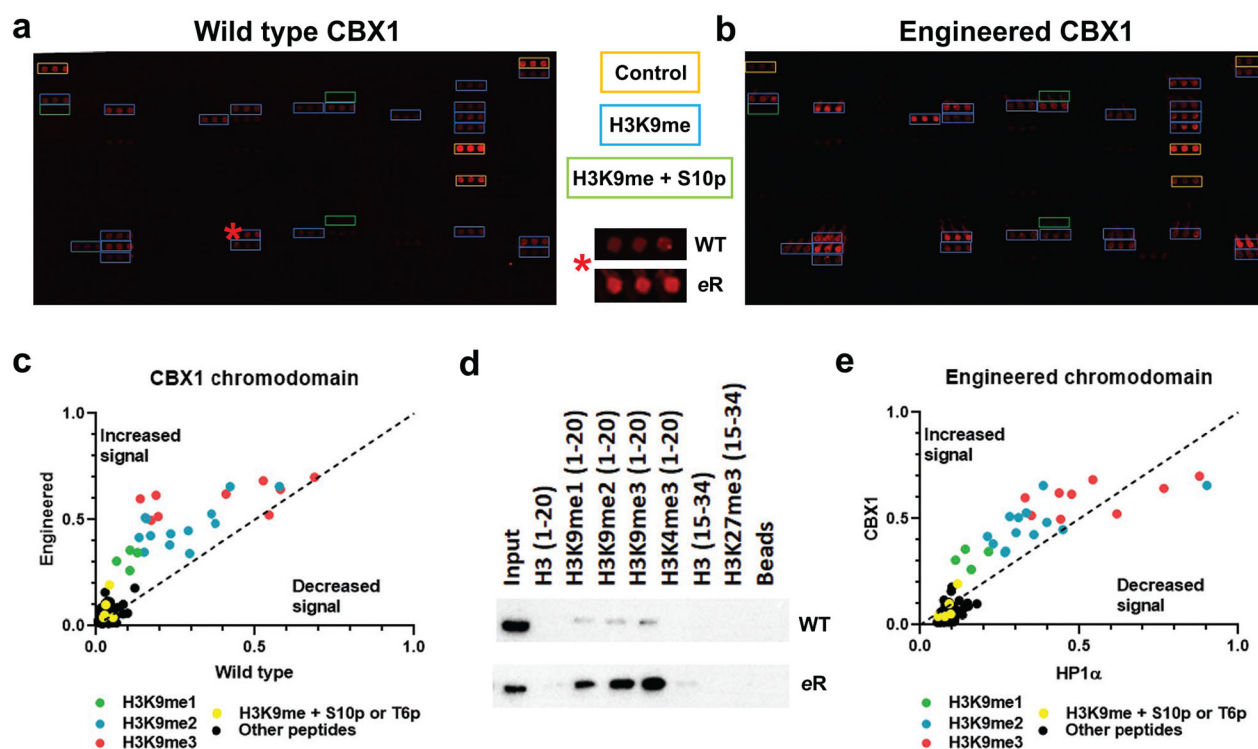 a
Wild type CBX1
b
Engineered CBX1
Control
H3K9me
H3K9me + S10p
*
*
WT
eR
c
CBX1 chromodomain
1.0
0.5
0.0
Engineered
Increased
signal
Decreased
signal
0.0
0.5
1.0
Wild type
H3K9me1
H3K9me2
H3K9me3
H3K9me + S10p or T6p
Other peptides
d
Input
H3 (1-20)
H3K9me1 (1-20)
H3K9me2 (1-20)
H3K9me3 (1-20)
H3K4me3 (1-20)
H3 (15-34)
H3K27me3 (15-34)
Beads
WT
eR
e
Engineered chromodomain
1.0
0.5
0.0
CBX1
Increased
signal
Decreased
signal
0.0
0.5
1.0
HP1α
H3K9me1
H3K9me2
H3K9me3
H3K9me + S10p or T6p
Other peptides